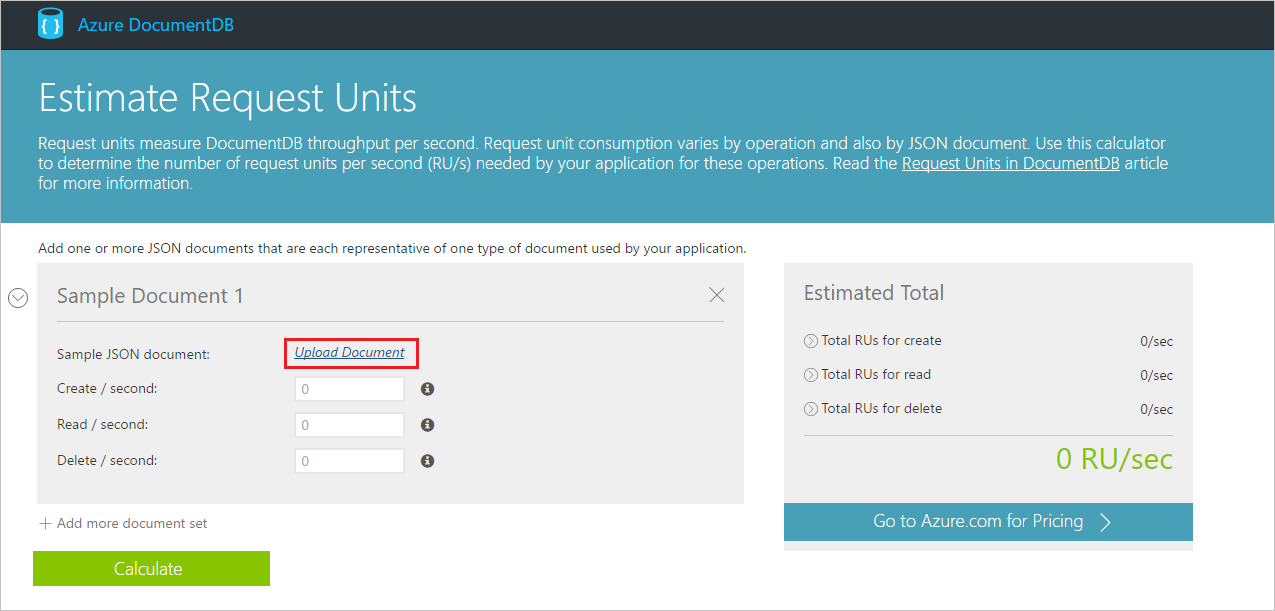 Azure DocumentDB
Estimate Request Units
Request units measure DocumentDB throughput per second. Request unit consumption varies by operation and also by JSON document. Use this calculator
to determine the number of request units per second (RU/s) needed by your application for these operations. Read the Request Units in DocumentDB article
for more information.
Add one or more JSON documents that are each representative of one type of document used by your application.
Sample Document 1
Sample JSON document: Upload Document
Create / second: 0
Read / second: 0
Delete / second: 0
+ Add more document set
Calculate
Estimated Total
Total RUs for create 0/sec
Total RUs for read 0/sec
Total RUs for delete 0/sec
0 RU/sec
Go to Azure.com for Pricing